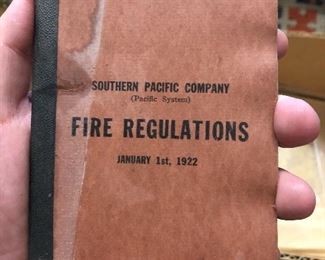 SOUTHERN PACIFIC COMPANY
(Pacific System)
FIRE REGULATIONS
JANUARY 1st, 1922